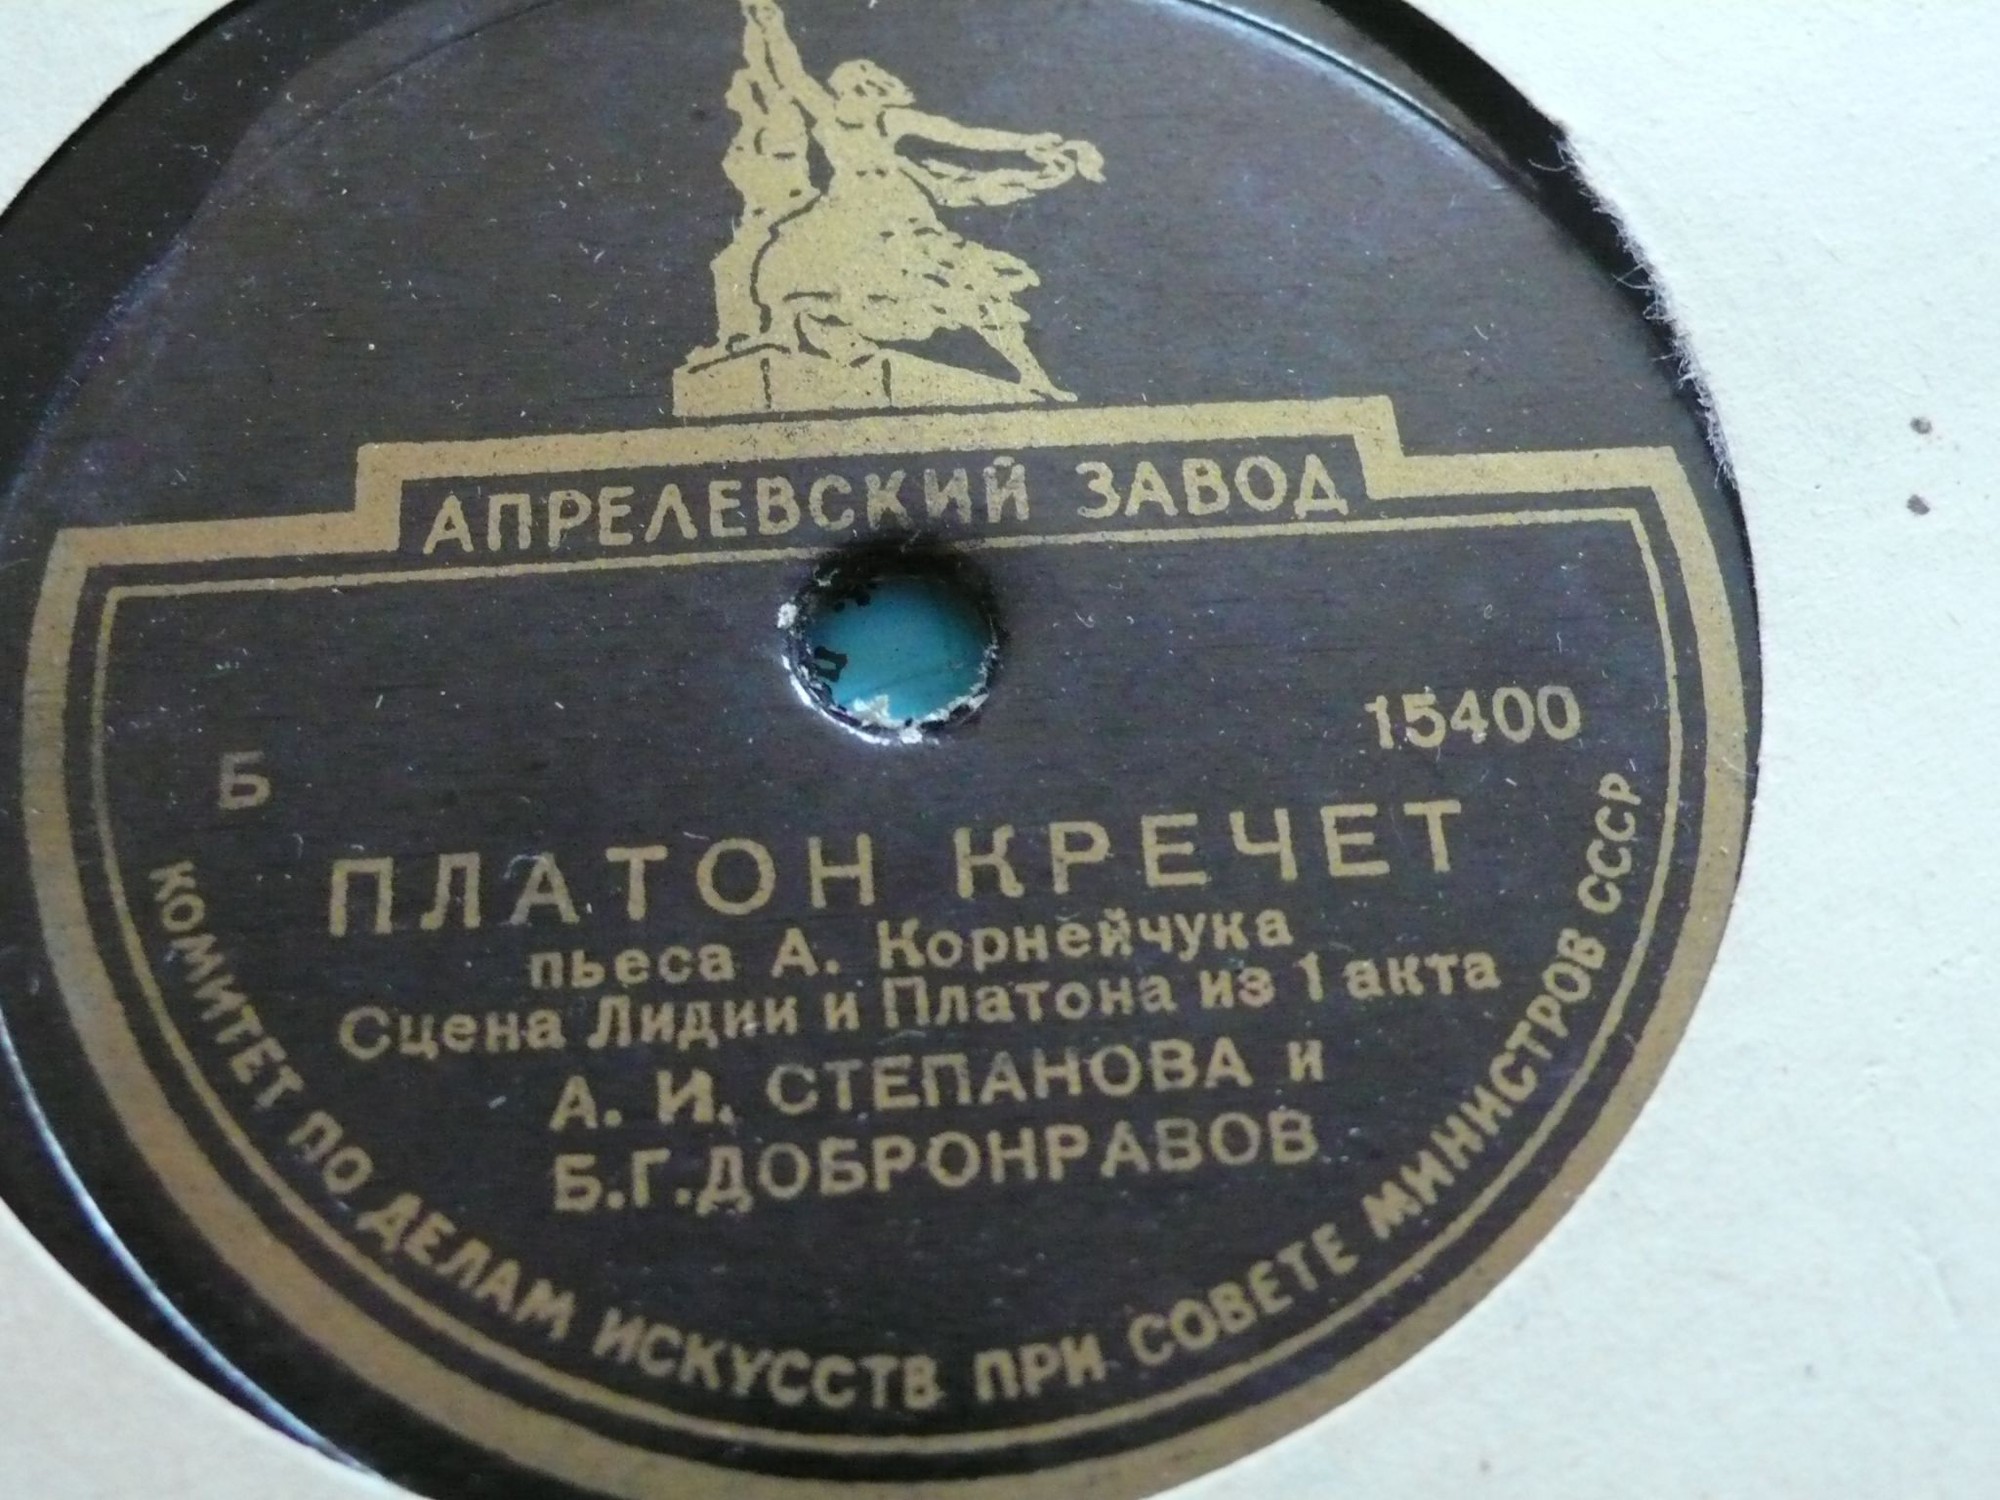 АПРЕЛЕВСКИЙ ЗАВОД
15400
Б
ПЛАТОН КРЕЧЕТ
пьеса А. Корнейчука
Сцена Лидии и Платона из 1 акта
А. И. СТЕПАНОВА и
Б.Г.ДОБРОНРАВОВ
КОМИТЕТ ПО ДЕЛАМ ИСКУССТВ ПРИ СОВЕТЕ МИНИСТРОВ СССР